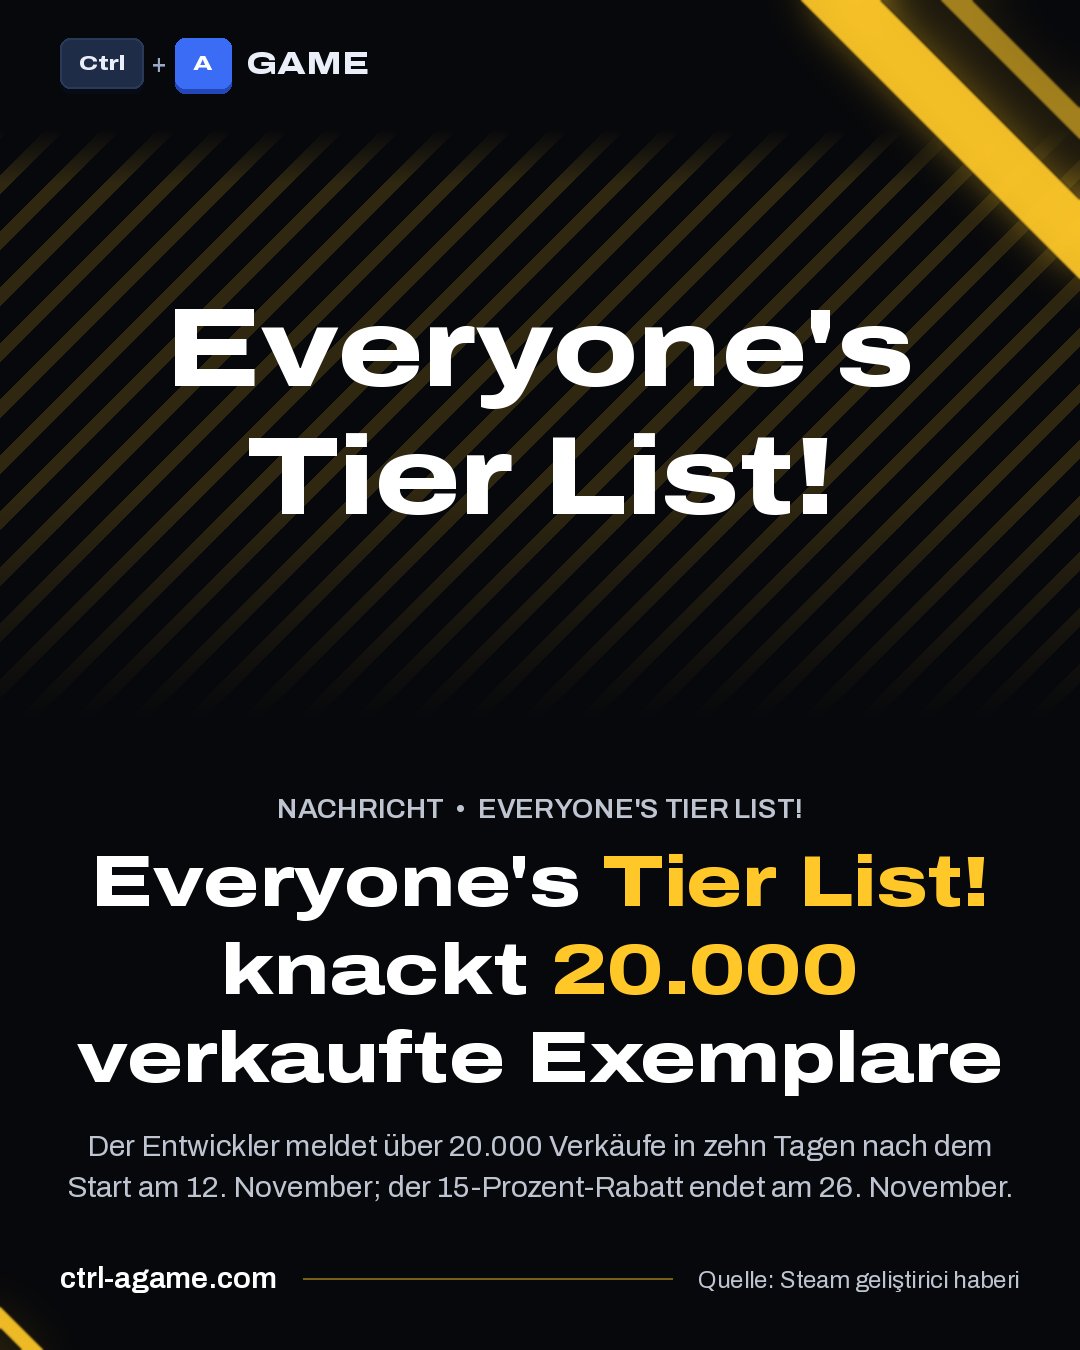 Ctrl + A GAME
Everyone's
Tier List!
NACHRICHT • EVERYONE'S TIER LIST!
Everyone's Tier List!
knackt 20.000
verkaufte Exemplare
Der Entwickler meldet über 20.000 Verkäufe in zehn Tagen nach dem
Start am 12. November; der 15-Prozent-Rabatt endet am 26. November.
ctrl-agame.com
Quelle: Steam geliştirici haberi